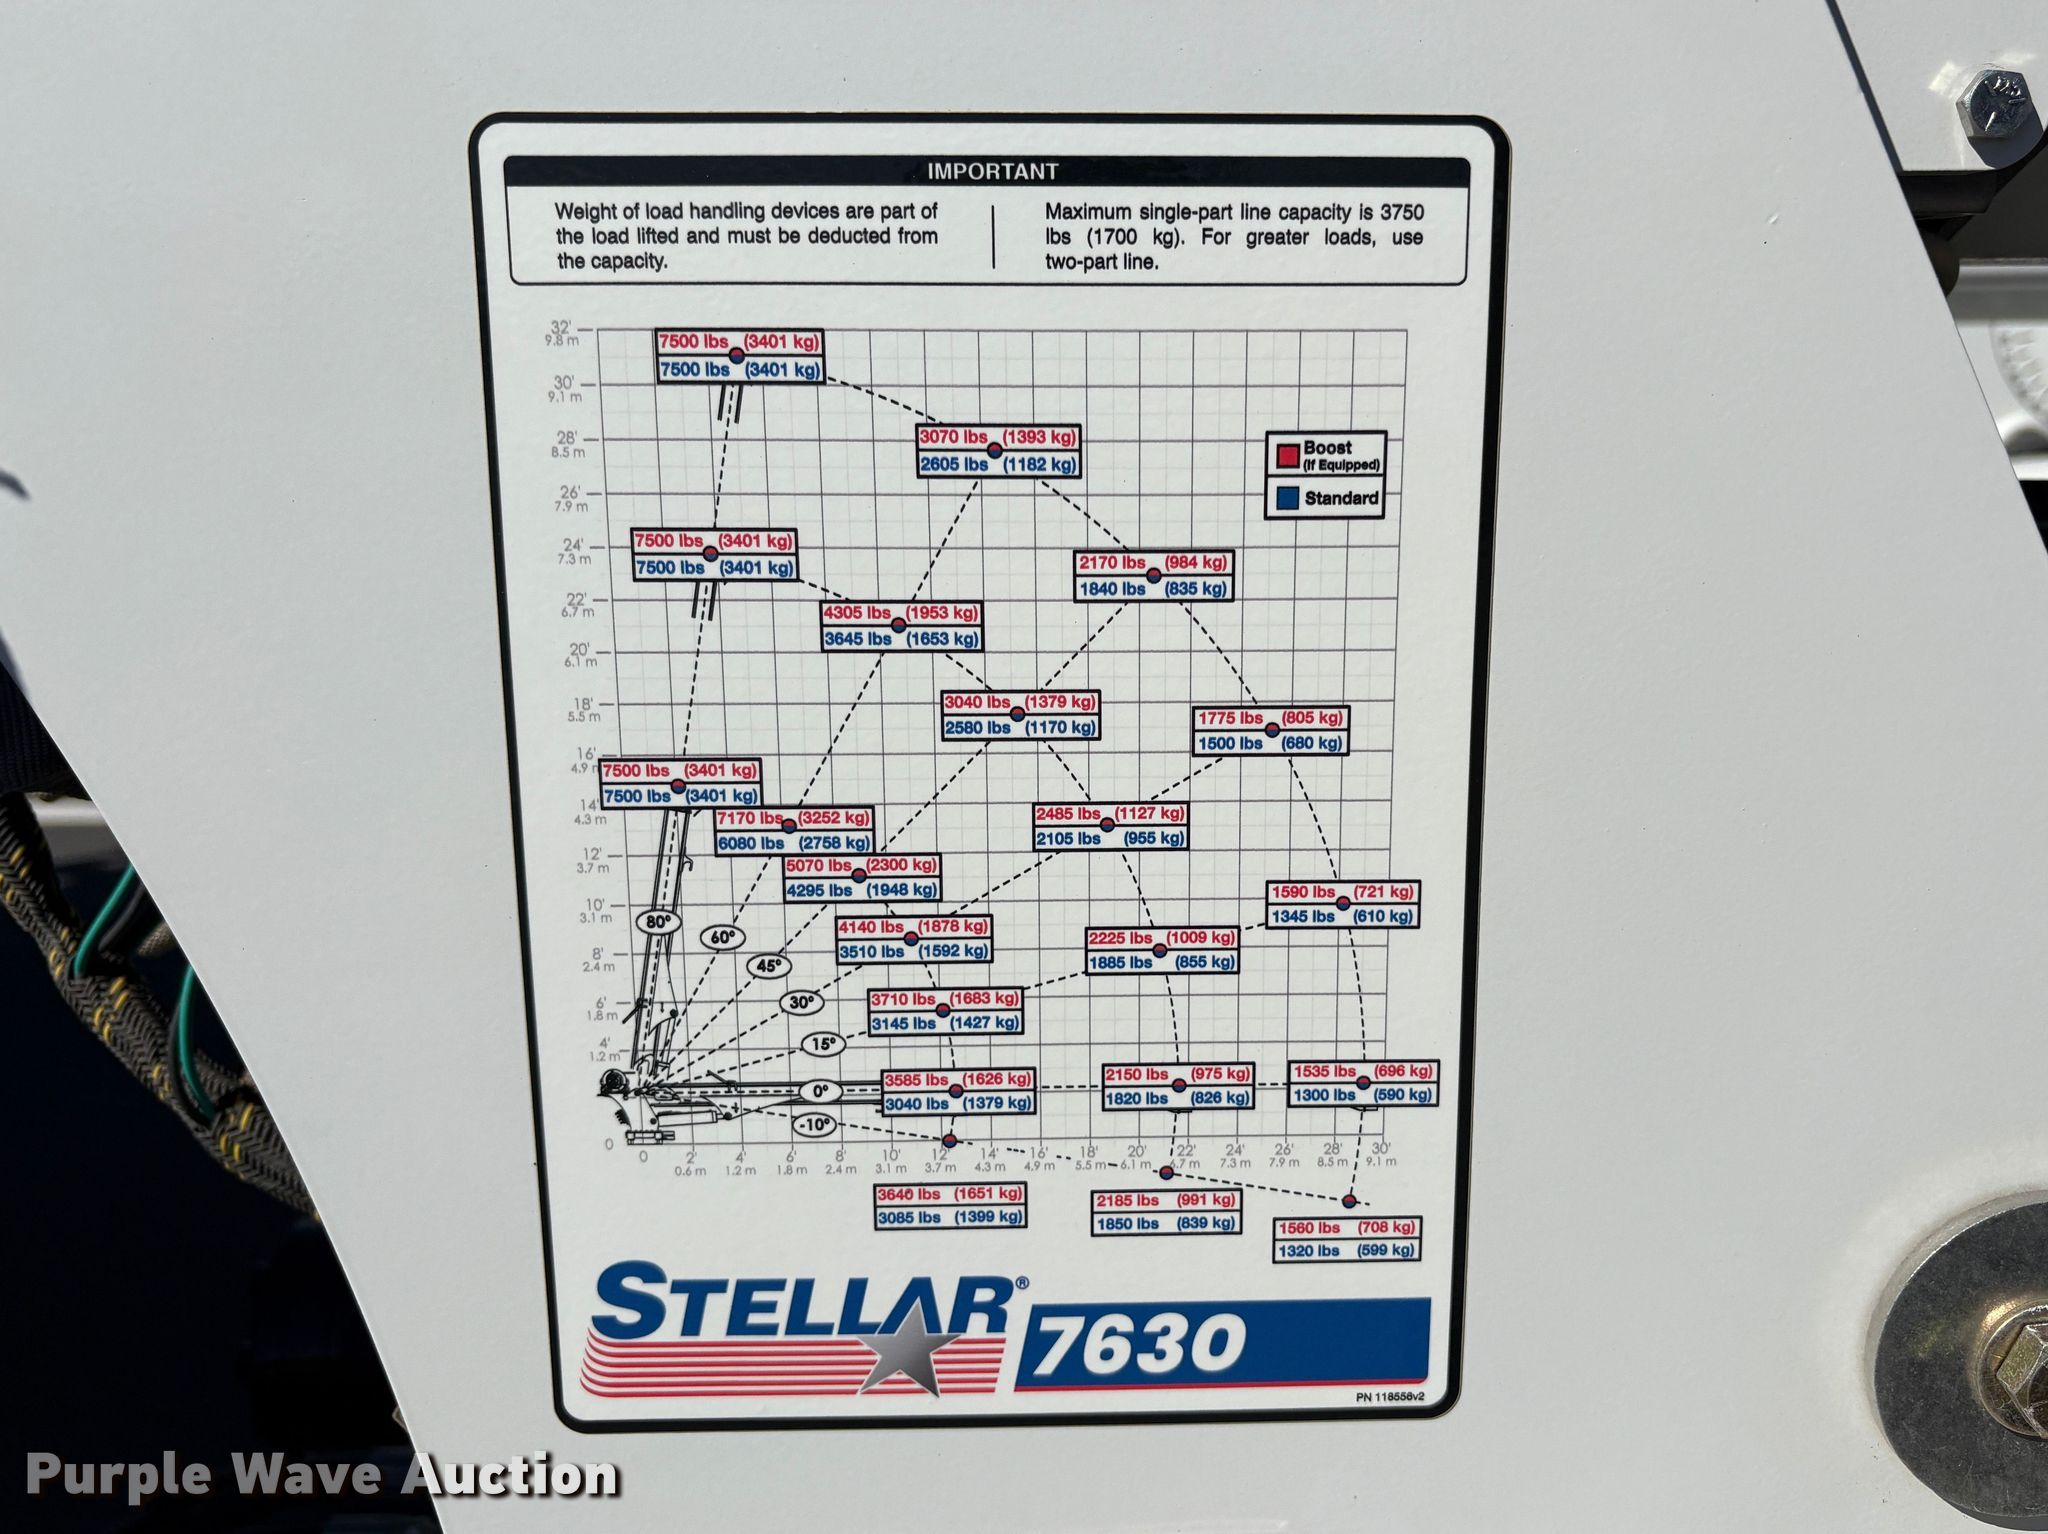 IMPORTANT
Weight of load handling devices are part of
the load lifted and must be deducted from
the capacity.
Maximum single-part line capacity is 3750
lbs (1700 kg). For greater loads, use
two-part line.
32'
9.8 m
7500 lbs (3401 kg)
7500 lbs (3401 kg)
30'
9.1 m
28'
8.5 m
3070 lbs (1393 kg)
2605 lbs (1182 kg)
Boost
(If Equipped)
Standard
26'
7.9 m
24'
7.3 m
7500 lbs (3401 kg)
7500 lbs (3401 kg)
2170 lbs (984 kg)
1840 lbs (835 kg)
22'
6.7 m
4305 lbs (1953 kg)
3645 lbs (1653 kg)
20'
6.1 m
18'
5.5 m
3040 lbs (1379 kg)
2580 lbs (1170 kg)
1775 lbs (805 kg)
1500 lbs (680 kg)
16'
4.9
7500 lbs (3401 kg)
7500 lbs (3401 kg)
14'
4.3 m
7170 lbs (3252 kg)
6080 lbs (2758 kg)
2485 lbs (1127 kg)
2105 lbs (955 kg)
12'
3.7 m
5070 lbs (2300 kg)
4295 lbs (1948 kg)
10'
3.1 m
1590 lbs (721 kg)
1345 lbs (610 kg)
80°
60°
4140 lbs (1878 kg)
3510 lbs (1592 kg)
2225 lbs (1009 kg)
1885 lbs (855 kg)
8'
2.4 m
45°
6'
1.8 m
30°
3710 lbs (1683 kg)
3145 lbs (1427 kg)
4'
1.2 m
15°
0°
3585 lbs (1626 kg)
3040 lbs (1379 kg)
2150 lbs (975 kg)
1820 lbs (826 kg)
1535 lbs (696 kg)
1300 lbs (590 kg)
-10°
0
0 2' 4' 6' 8' 10' 12' 14' 16' 18' 20' 22' 24' 26' 28' 30'
0.6 m 1.2 m 1.8 m 2.4 m 3.1 m 3.7 m 4.3 m 4.9 m 5.5 m 6.1 m 6.7 m 7.3 m 7.9 m 8.5 m 9.1 m
3640 lbs (1651 kg)
3085 lbs (1399 kg)
2185 lbs (991 kg)
1850 lbs (839 kg)
1560 lbs (708 kg)
1320 lbs (599 kg)
STELLAR®
7630
PN 118556v2
Purple Wave Auction